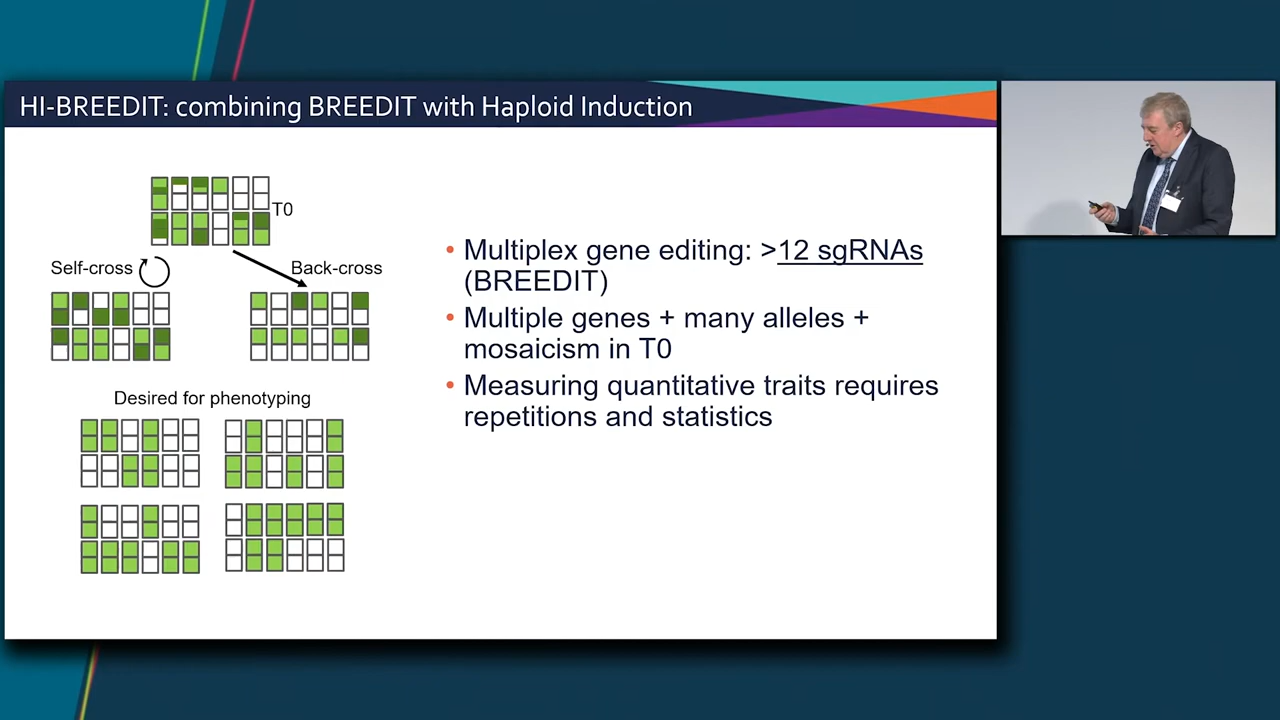 HI-BREEDIT: combining BREEDIT with Haploid Induction
T0
Self-cross
Back-cross
Desired for phenotyping
• Multiplex gene editing: >12 sgRNAs
(BREEDIT)
• Multiple genes + many alleles +
mosaicism in T0
• Measuring quantitative traits requires
repetitions and statistics